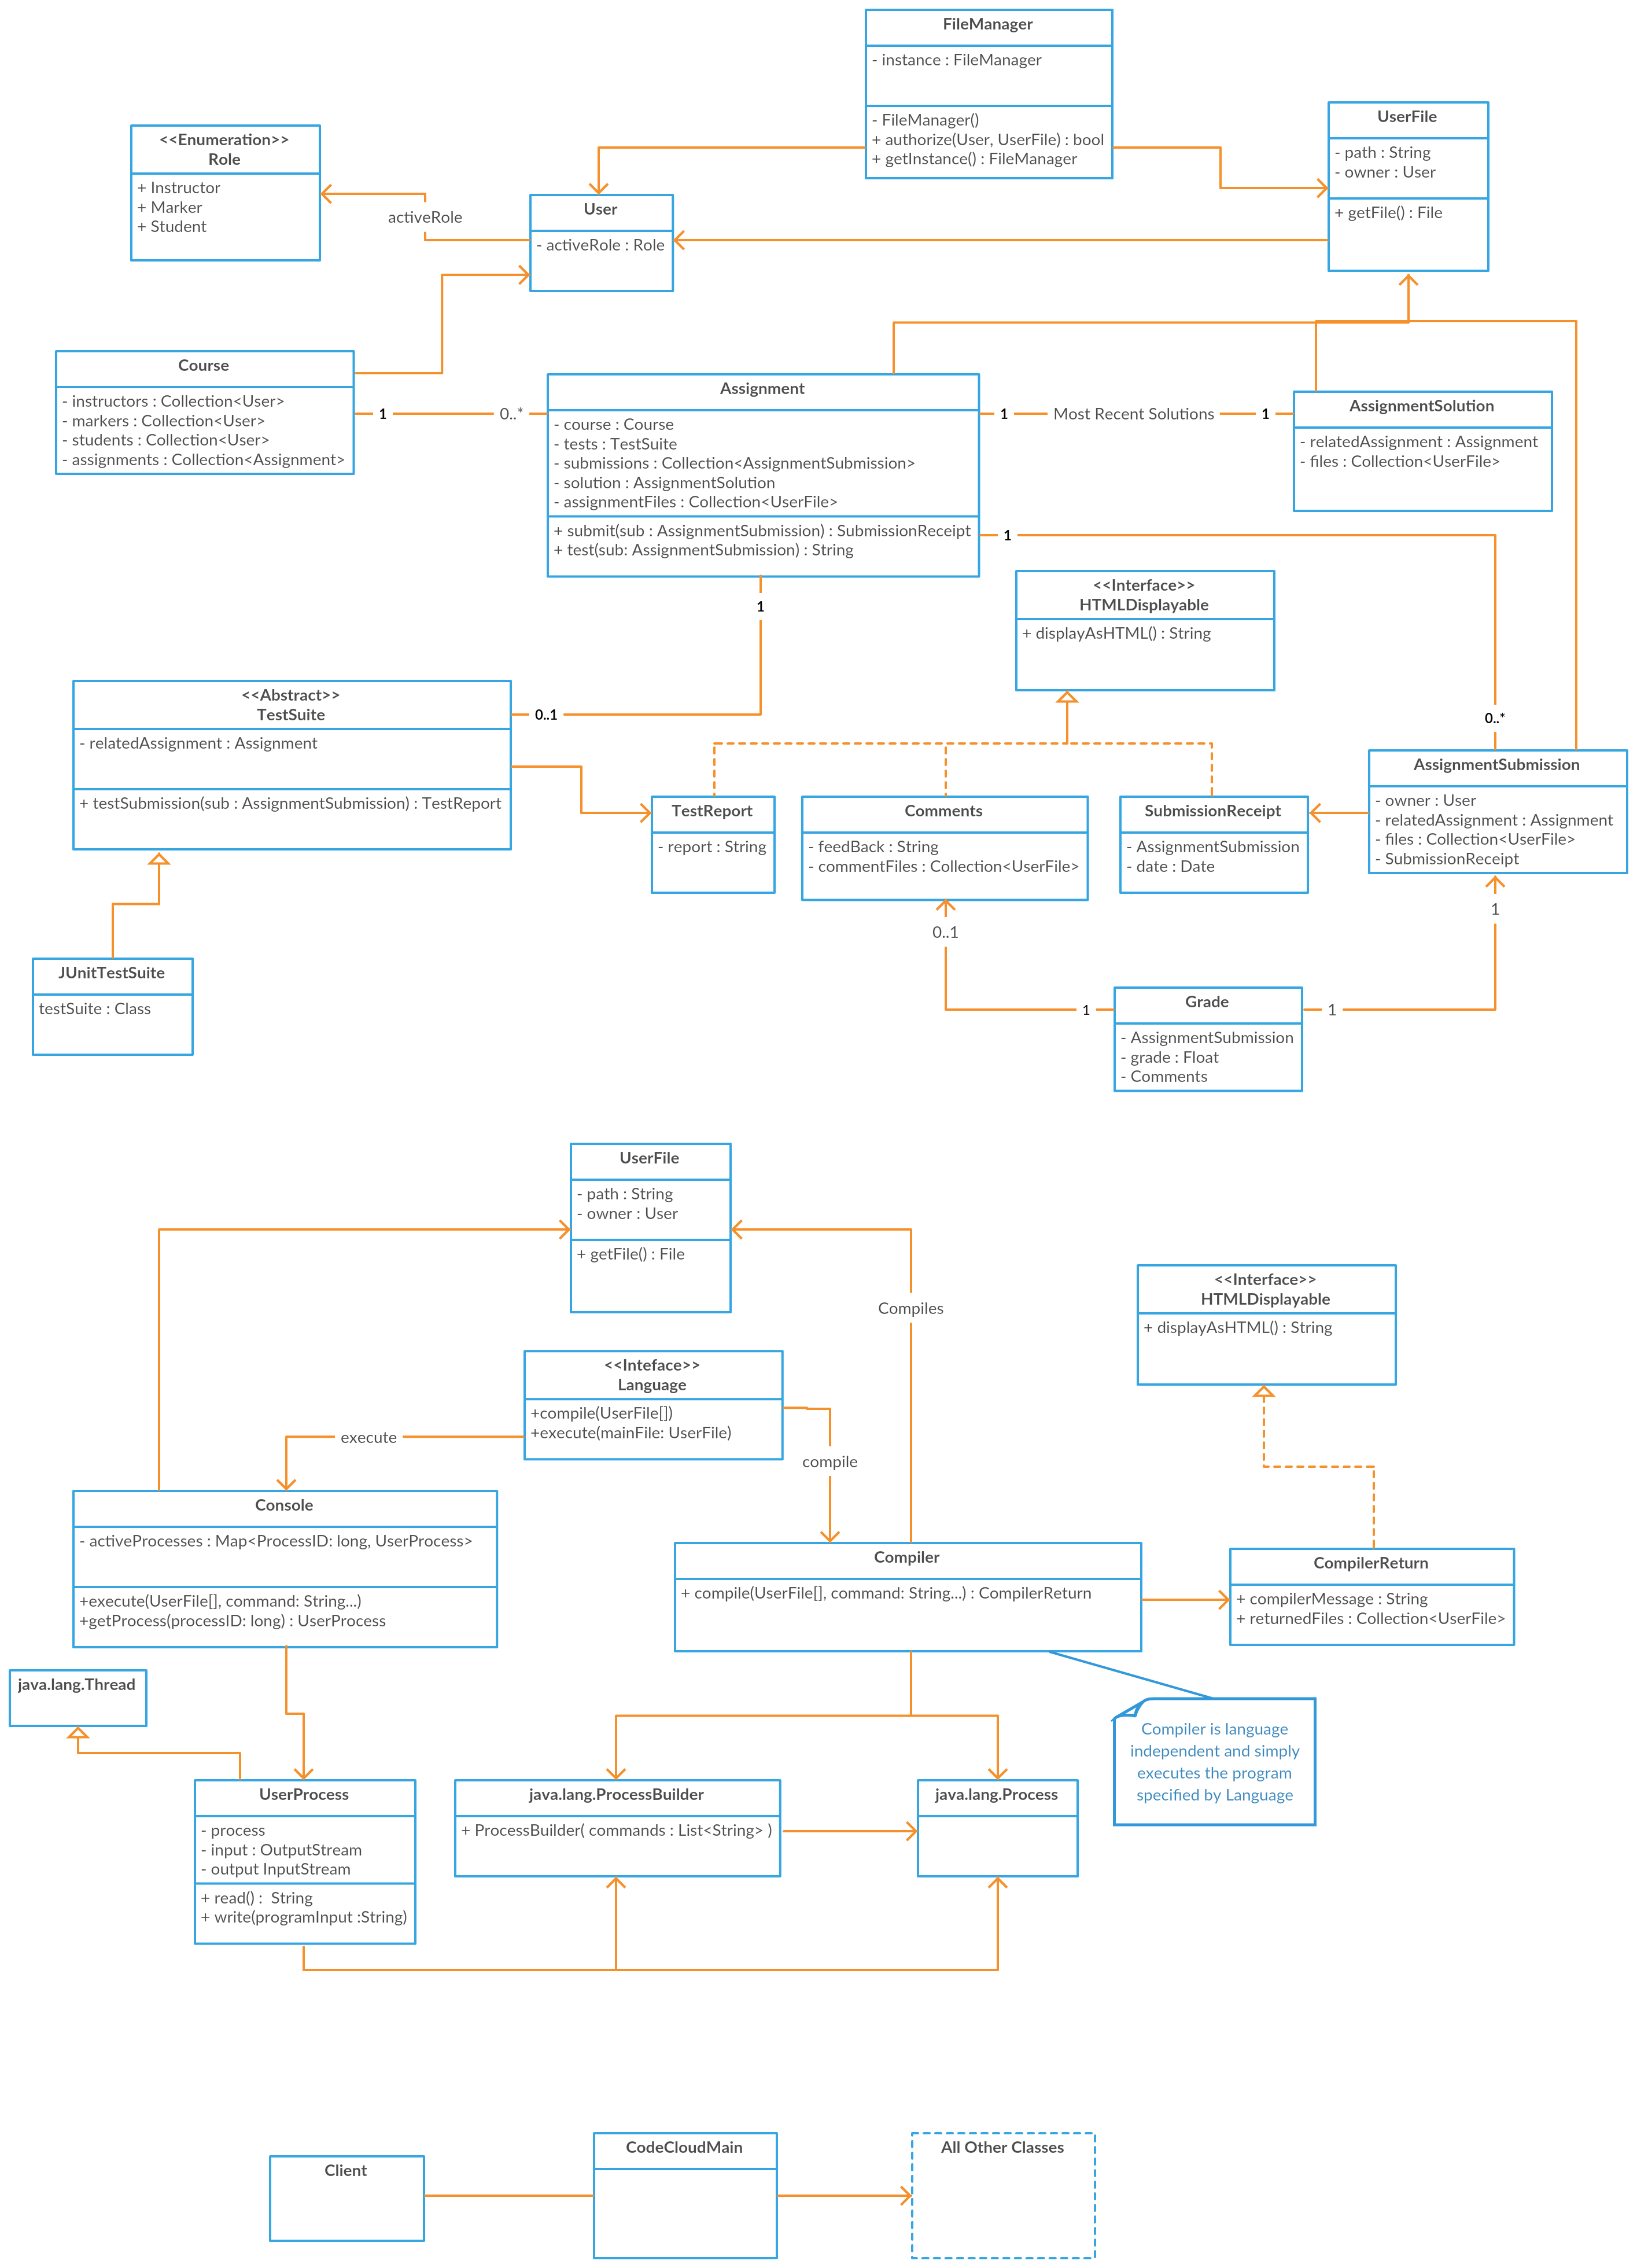 FileManager
- instance : FileManager
- FileManager()
+ authorize(User, UserFile) : bool
+ getInstance() : FileManager
UserFile
- path : String
- owner : User
+ getFile() : File
<<Enumeration>>
Role
+ Instructor
+ Marker
+ Student
activeRole
User
- activeRole : Role
Course
- instructors : Collection<User>
- markers : Collection<User>
- students : Collection<User>
- assignments : Collection<Assignment>
1
0..*
Assignment
- course : Course
- tests : TestSuite
- submissions : Collection<AssignmentSubmission>
- solution : AssignmentSolution
- assignmentFiles : Collection<UserFile>
+ submit(sub : AssignmentSubmission) : SubmissionReceipt
+ test(sub: AssignmentSubmission) : String
1
Most Recent Solutions
1
AssignmentSolution
- relatedAssignment : Assignment
- files : Collection<UserFile>
1
1
<<Interface>>
HTMLDisplayable
+ displayAsHTML() : String
<<Abstract>>
TestSuite
- relatedAssignment : Assignment
+ testSubmission(sub : AssignmentSubmission) : TestReport
0..1
0..*
TestReport
- report : String
Comments
- feedBack : String
- commentFiles : Collection<UserFile>
SubmissionReceipt
- AssignmentSubmission
- date : Date
AssignmentSubmission
- owner : User
- relatedAssignment : Assignment
- files : Collection<UserFile>
- SubmissionReceipt
0..1
1
JUnitTestSuite
testSuite : Class
1
Grade
- AssignmentSubmission
- grade : Float
- Comments
1
UserFile
- path : String
- owner : User
+ getFile() : File
Compiles
<<Interface>>
HTMLDisplayable
+ displayAsHTML() : String
<<Inteface>>
Language
+compile(UserFile[])
+execute(mainFile: UserFile)
execute
compile
Console
- activeProcesses : Map<ProcessID: long, UserProcess>
+execute(UserFile[], command: String...)
+getProcess(processID: long) : UserProcess
Compiler
+ compile(UserFile[], command: String...) : CompilerReturn
CompilerReturn
+ compilerMessage : String
+ returnedFiles : Collection<UserFile>
java.lang.Thread
Compiler is language
independent and simply
executes the program
specified by Language
UserProcess
- process
- input : OutputStream
- output InputStream
+ read() : String
+ write(programInput :String)
java.lang.ProcessBuilder
+ ProcessBuilder( commands : List<String> )
java.lang.Process
Client
CodeCloudMain
All Other Classes